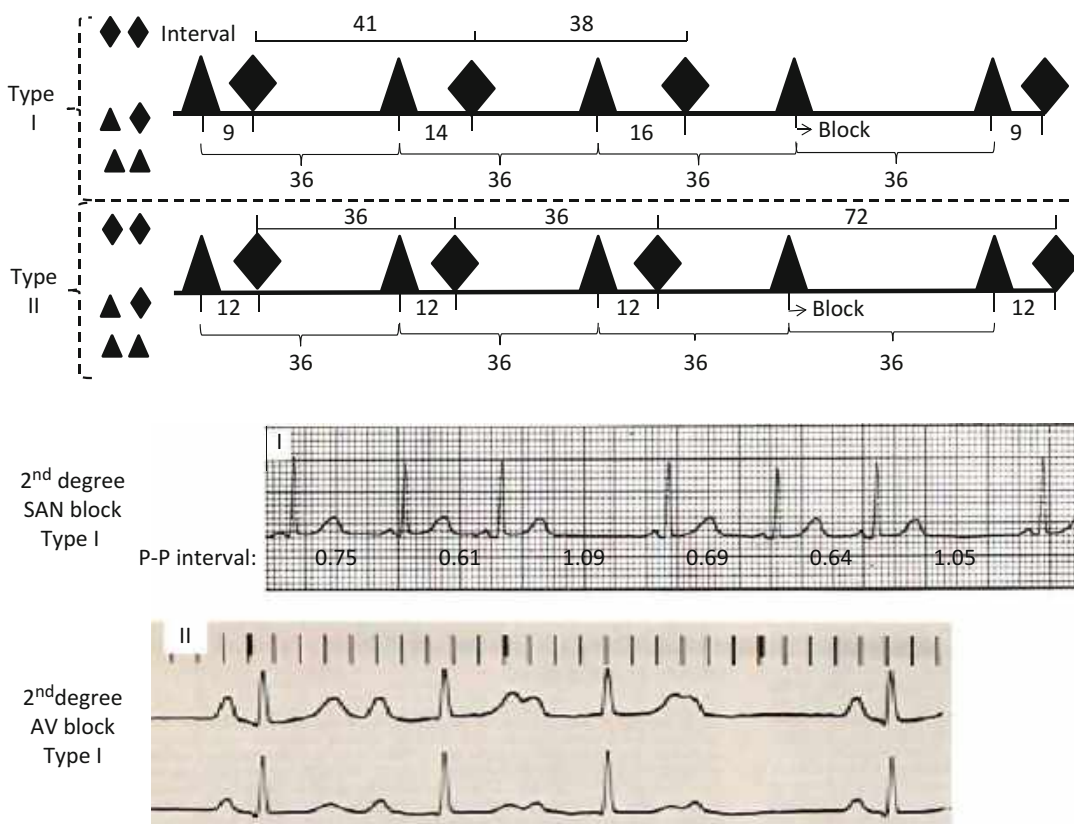 41
38
Interval
Type
I
9
14
16
Block
9
36
36
36
36
36
36
72
Type
II
12
12
12
Block
12
36
36
36
36
I
2nd degree
SAN block
Type I
P-P interval:
0.75
0.61
1.09
0.69
0.64
1.05
II
2nd degree
AV block
Type I